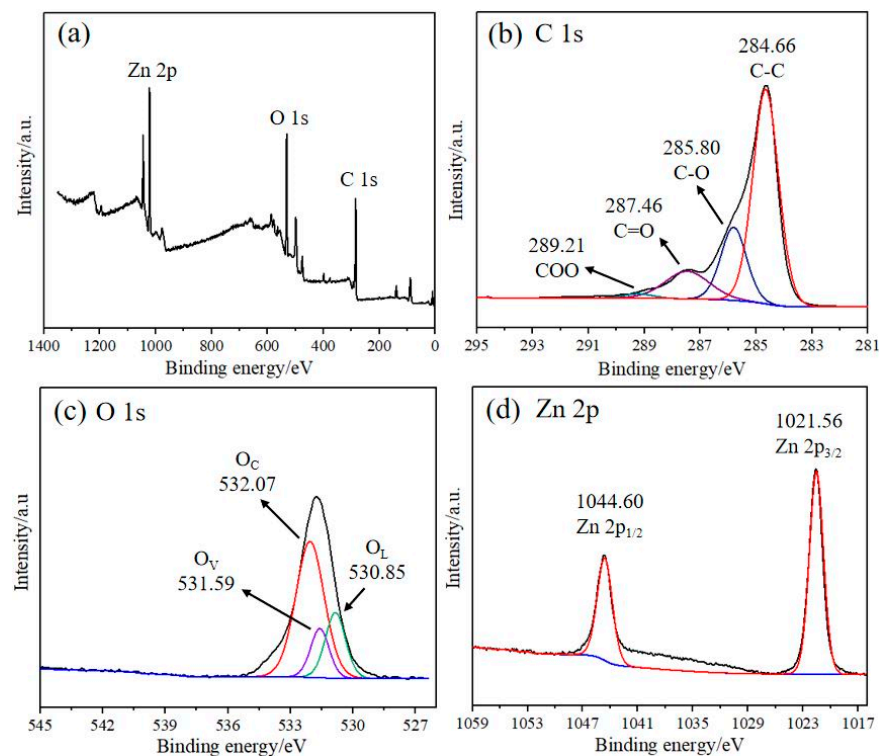 (a)
Zn 2p
O 1s
C 1s
Intensity/a.u.
1400 1200 1000 800 600 400 200 0
Binding energy/eV
(b) C 1s
284.66
C-C
285.80
C-O
287.46
C=O
289.21
COO
Intensity/a.u.
295 293 291 289 287 285 283 281
Binding energy/eV
(c) O 1s
O_C
532.07
O_V
531.59
O_L
530.85
Intensity/a.u.
545 542 539 536 533 530 527
Binding energy/eV
(d) Zn 2p
1021.56
Zn 2p3/2
1044.60
Zn 2p1/2
Intensity/a.u
1059 1053 1047 1041 1035 1029 1023 1017
Binding energy/eV